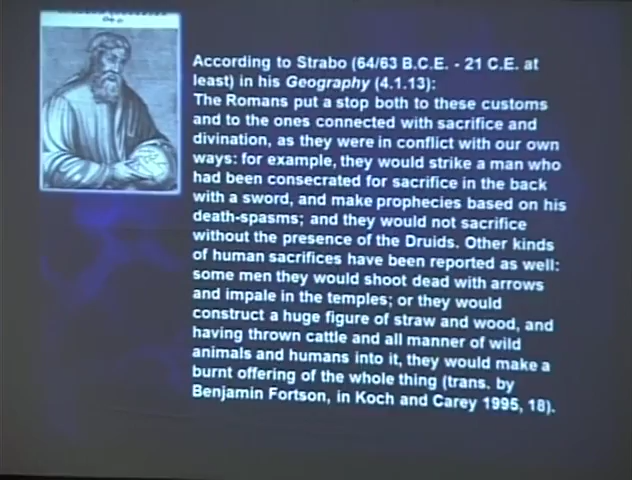 According to Strabo (64/63 B.C.E. - 21 C.E. at
least) in his Geography (4.1.13):
The Romans put a stop both to these customs
and to the ones connected with sacrifice and
divination, as they were in conflict with our own
ways: for example, they would strike a man who
had been consecrated for sacrifice in the back
with a sword, and make prophecies based on his
death-spasms; and they would not sacrifice
without the presence of the Druids. Other kinds
of human sacrifices have been reported as well:
some men they would shoot dead with arrows
and impale in the temples; or they would
construct a huge figure of straw and wood, and
having thrown cattle and all manner of wild
animals and humans into it, they would make a
burnt offering of the whole thing (trans. by
Benjamin Fortson, in Koch and Carey 1995, 18).